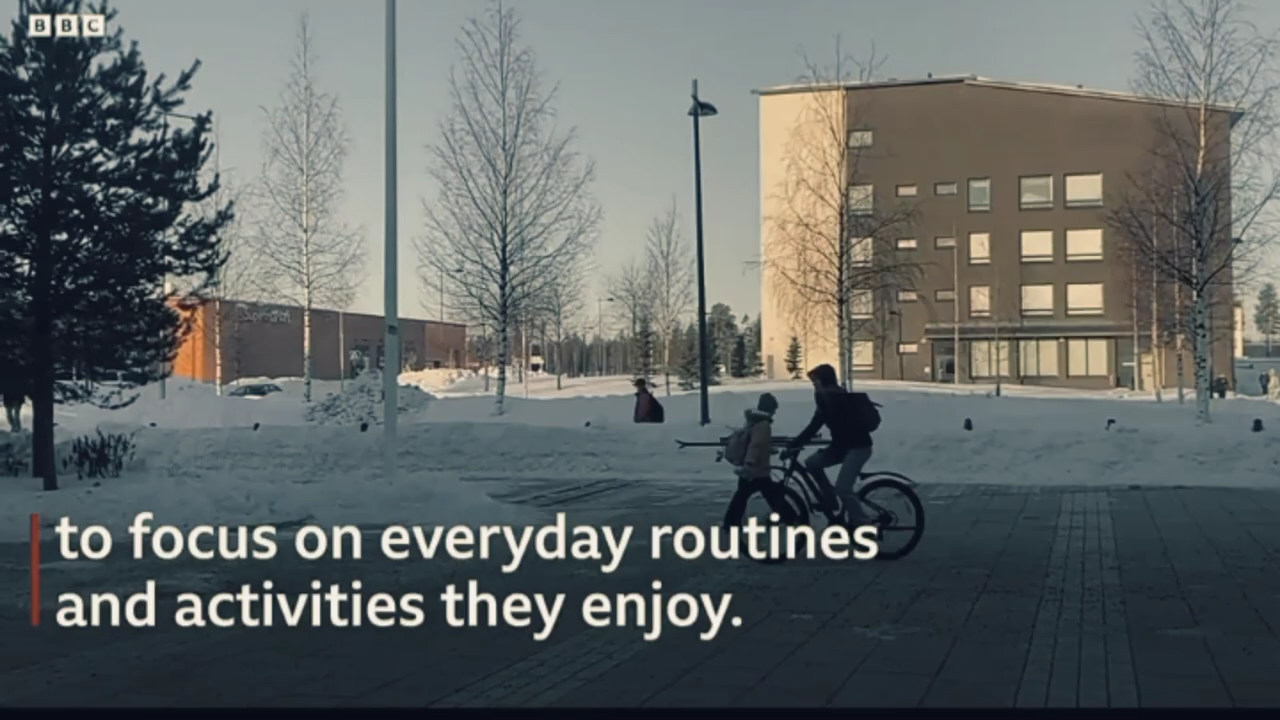 BBC
to focus on everyday routines
and activities they enjoy.